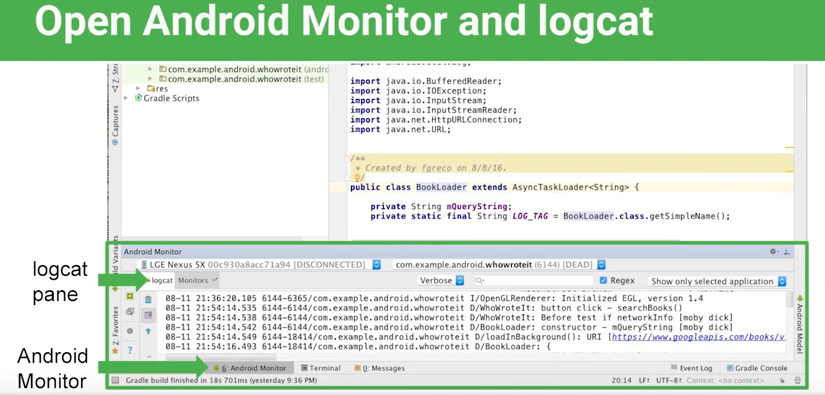 Open Android Monitor and logcat
com.example.android.whowroteit (andro
com.example.android.whowroteit (test)
res
Gradle Scripts
Captures
import java.io.BufferedReader;
import java.io.IOException;
import java.io.InputStream;
import java.io.InputStreamReader;
import java.net.HttpURLConnection;
import java.net.URL;
/**
* Created by fgreco on 8/8/16.
*/
public class BookLoader extends AsyncTaskLoader<String> {
private String mQueryString;
private static final String LOG_TAG = BookLoader.class.getSimpleName();
Android Monitor
LGE Nexus 5X 00c930a8acc71a94 [DISCONNECTED]
com.example.android.whowroteit (6144) [DEAD]
logcat
pane
logcat
Monitors
Verbose
Regex
Show only selected application
08-11 21:36:20.105 6144-6365/com.example.android.whowroteit I/OpenGLRenderer: Initialized EGL, version 1.4
08-11 21:54:14.535 6144-6144/com.example.android.whowroteit D/WhoWroteIt: button click - searchBooks()
08-11 21:54:14.538 6144-6144/com.example.android.whowroteit D/WhoWroteIt: Before test if networkInfo [moby dick]
08-11 21:54:14.542 6144-6144/com.example.android.whowroteit D/BookLoader: constructor - mQueryString [moby dick]
08-11 21:54:14.549 6144-18414/com.example.android.whowroteit D/loadInBackground(): URI [https://www.googleapis.com/books/v
08-11 21:54:16.493 6144-18414/com.example.android.whowroteit D/BookLoader: {
2: Favorites
Android Model
Android
Monitor
6: Android Monitor
Terminal
0: Messages
Event Log
Gradle Console
Gradle build finished in 18s 701ms (yesterday 9:36 PM)
20:14 LF÷ UTF-8÷ Context: <no context>